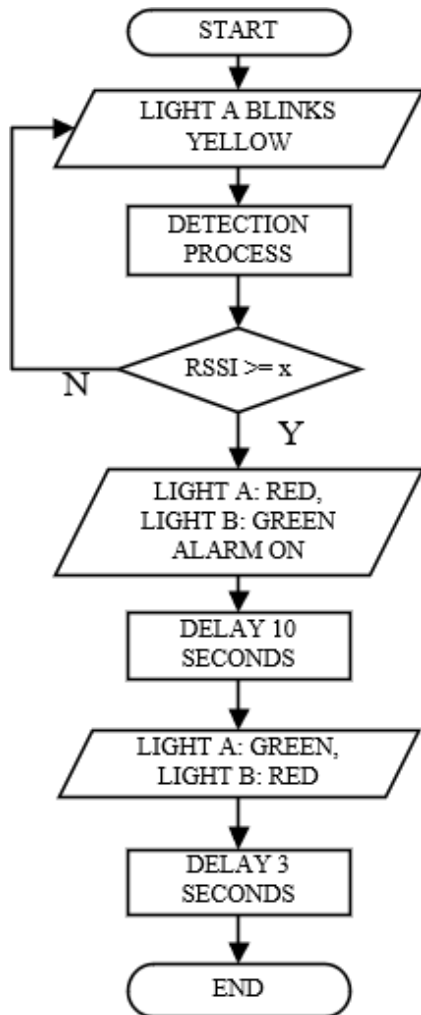 START
LIGHT A BLINKS
YELLOW
DETECTION
PROCESS
RSSI >= x
N
Y
LIGHT A: RED,
LIGHT B: GREEN
ALARM ON
DELAY 10
SECONDS
LIGHT A: GREEN,
LIGHT B: RED
DELAY 3
SECONDS
END